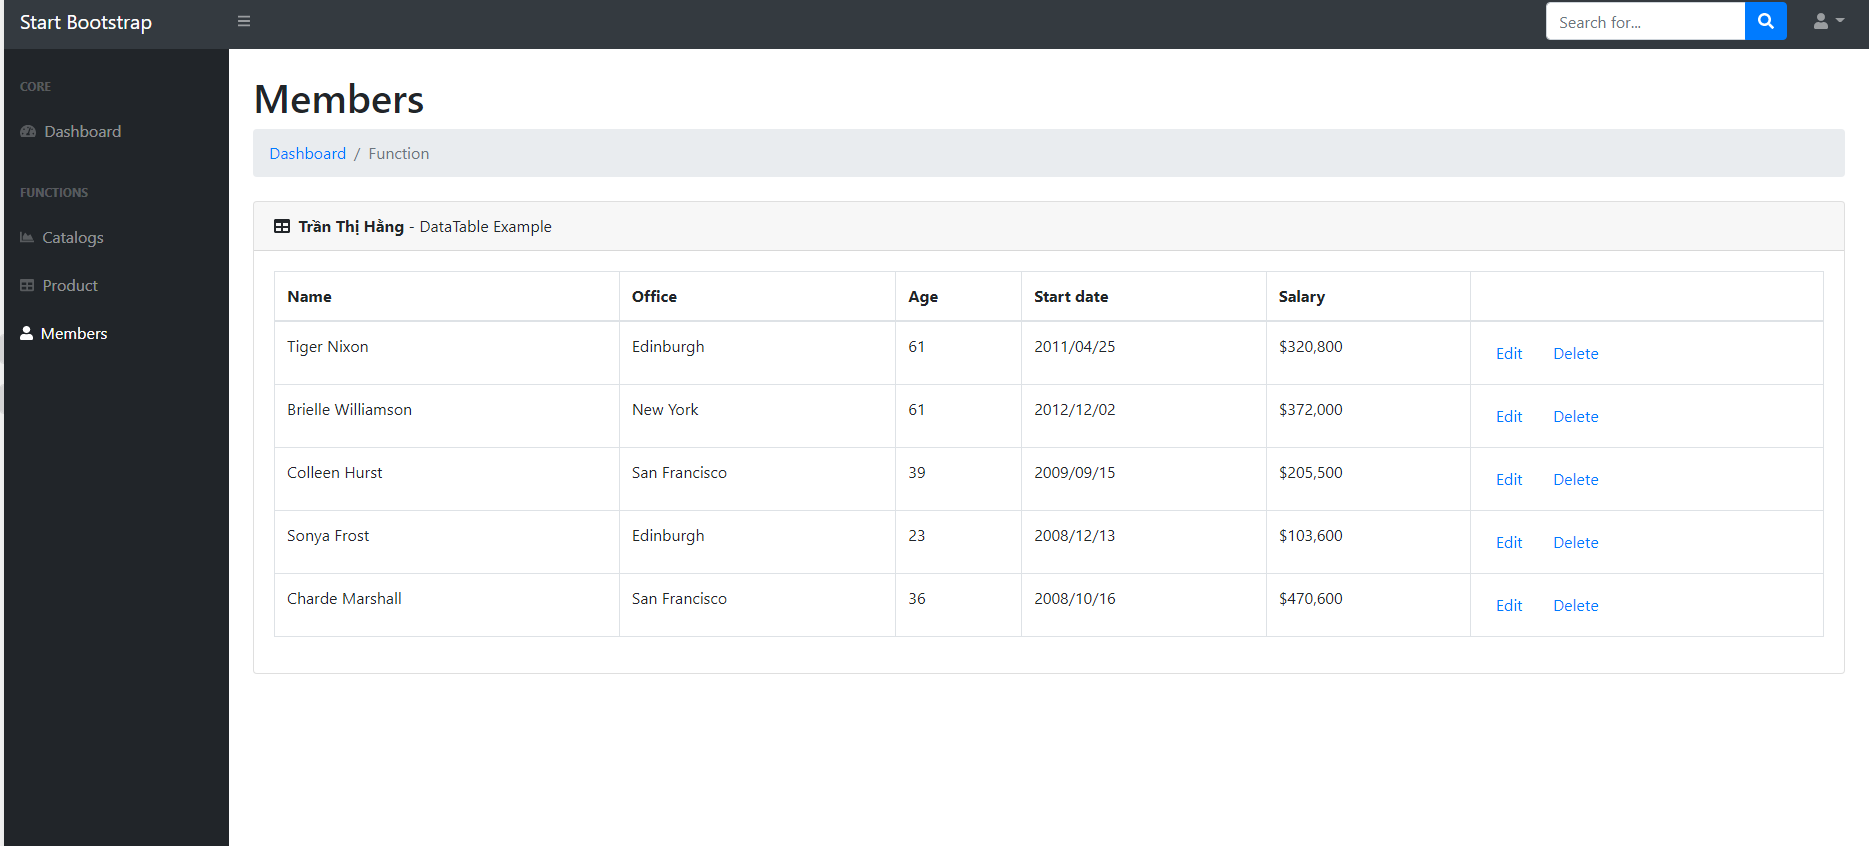 Start Bootstrap
Search for...
CORE
Dashboard
FUNCTIONS
Catalogs
Product
Members
Members
Dashboard / Function
Trần Thị Hằng - DataTable Example
Name Office Age Start date Salary
Tiger Nixon Edinburgh 61 2011/04/25 $320,800 Edit Delete
Brielle Williamson New York 61 2012/12/02 $372,000 Edit Delete
Colleen Hurst San Francisco 39 2009/09/15 $205,500 Edit Delete
Sonya Frost Edinburgh 23 2008/12/13 $103,600 Edit Delete
Charde Marshall San Francisco 36 2008/10/16 $470,600 Edit Delete